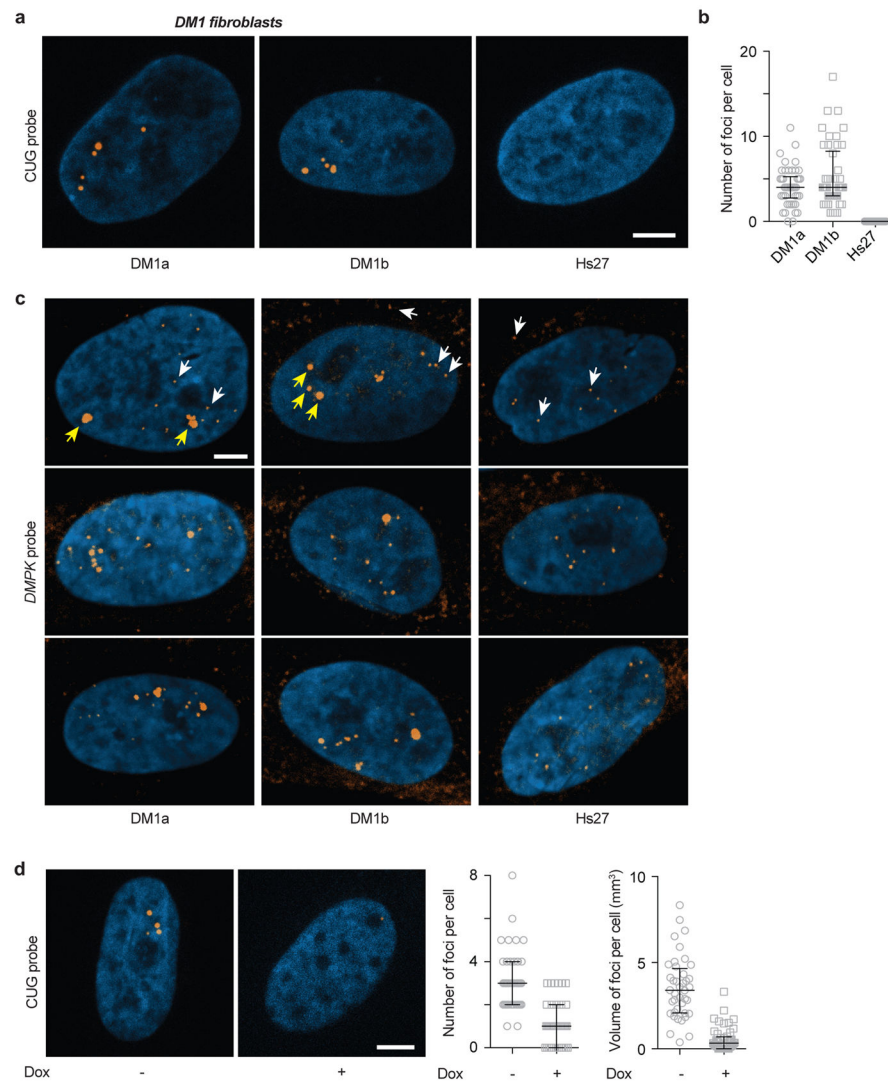 a
DM1 fibroblasts
CUG probe
DM1a
DM1b
Hs27
b
Number of foci per cell
20
10
0
DM1a
DM1b
Hs27
c
DMPK probe
DM1a
DM1b
Hs27
d
CUG probe
Dox
-
+
Number of foci per cell
8
4
0
Dox
-
+
Volume of foci per cell (mm³)
10
5
0
Dox
-
+